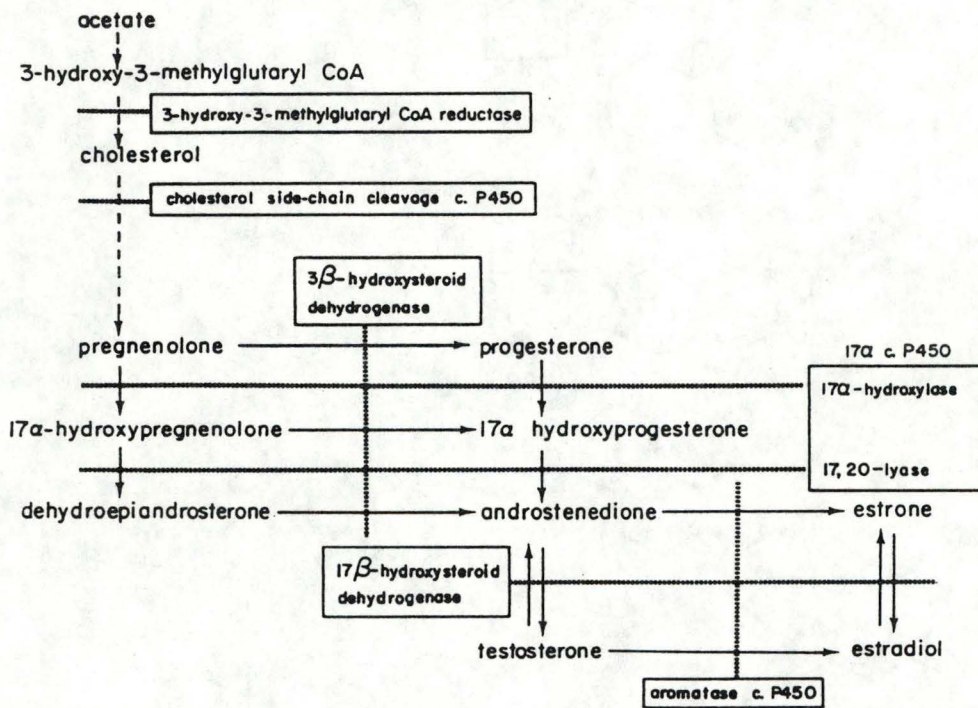 acetate
3-hydroxy-3-methylglutaryl CoA
3-hydroxy-3-methylglutaryl CoA reductase
cholesterol
cholesterol side-chain cleavage c. P450
3β-hydroxysteroid
dehydrogenase
pregnenolone
progesterone
17α c. P450
17α-hydroxylase
17α-hydroxypregnenolone
17α hydroxyprogesterone
17, 20-lyase
dehydroepiandrosterone
androstenedione
estrone
17β-hydroxysteroid
dehydrogenase
testosterone
estradiol
aromatase c. P450